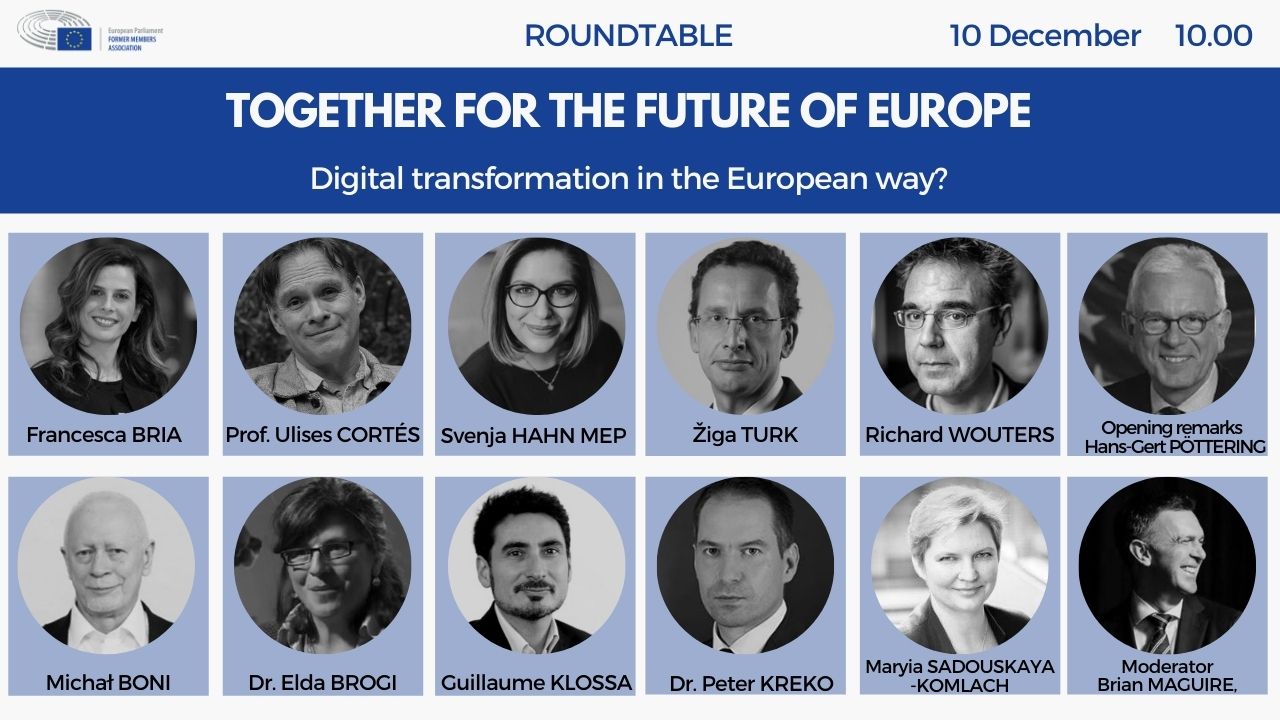 European Parliament
FORMER MEMBERS
ASSOCIATION
ROUNDTABLE
10 December 10.00
TOGETHER FOR THE FUTURE OF EUROPE
Digital transformation in the European way?
Francesca BRIA
Prof. Ulises CORTÉS
Svenja HAHN MEP
Žiga TURK
Richard WOUTERS
Opening remarks
Hans-Gert PÖTTERING
Michał BONI
Dr. Elda BROGI
Guillaume KLOSSA
Dr. Peter KREKO
Maryia SADOUSKAYA
-KOMLACH
Moderator
Brian MAGUIRE,